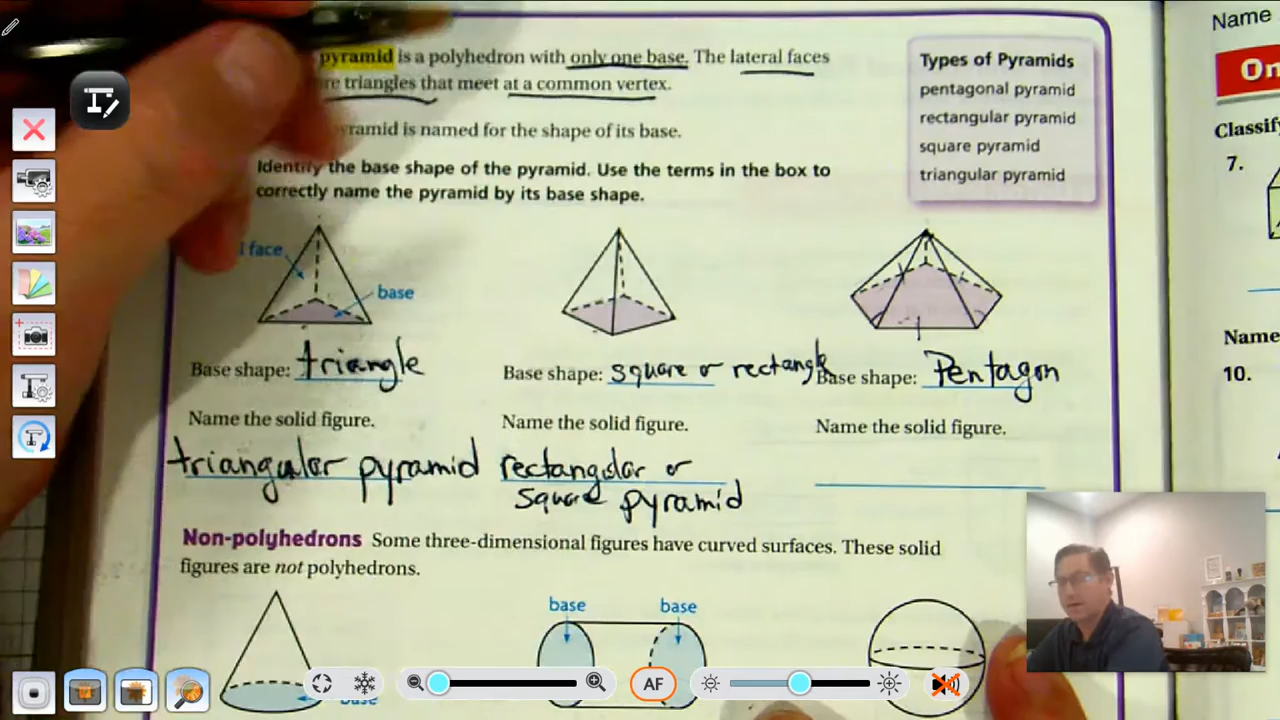 pyramid is a polyhedron with only one base. The lateral faces
re triangles that meet at a common vertex.
yramid is named for the shape of its base.
Identify the base shape of the pyramid. Use the terms in the box to
correctly name the pyramid by its base shape.
Types of Pyramids
pentagonal pyramid
rectangular pyramid
square pyramid
triangular pyramid
l face
base
Base shape: triangle
Base shape: square or rectangle
Base shape: Pentagon
Name the solid figure.
Name the solid figure.
Name the solid figure.
triangular pyramid
rectangular or
square pyramid
Non-polyhedrons Some three-dimensional figures have curved surfaces. These solid
figures are not polyhedrons.
base
base
base
Name
On
Classify
7.
Name
10.
AF